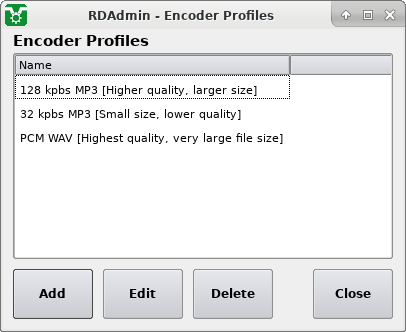 RDAdmin - Encoder Profiles
Encoder Profiles
Name
128 kpbs MP3 [Higher quality, larger size]
32 kpbs MP3 [Small size, lower quality]
PCM WAV [Highest quality, very large file size]
Add
Edit
Delete
Close